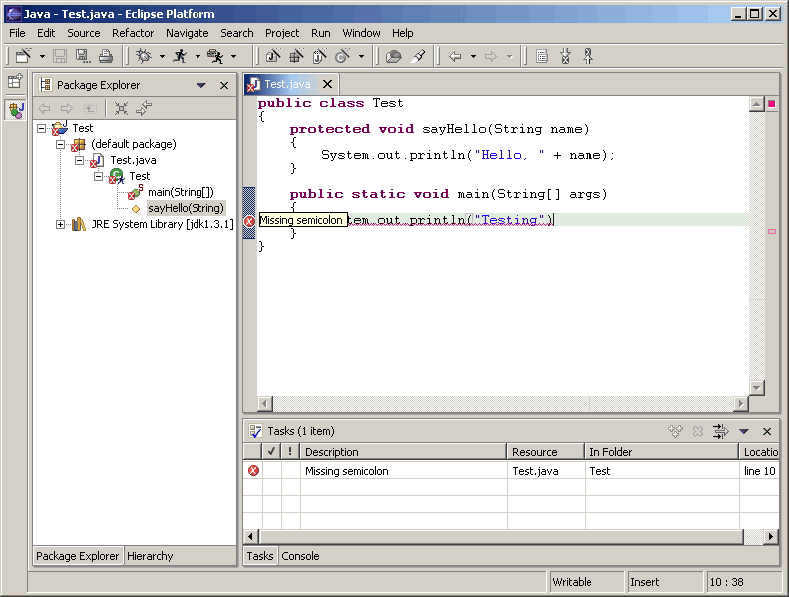 Java - Test.java - Eclipse Platform
File Edit Source Refactor Navigate Search Project Run Window Help
Package Explorer
Test
(default package)
Test.java
Test
main(String[])
sayHello(String)
JRE System Library [jdk1.3.1]
Package Explorer Hierarchy
Test.java
public class Test
{
protected void sayHello(String name)
{
System.out.println("Hello, " + name);
}
public static void main(String[] args)
{
Missing semicolon tem.out.println("Testing")
}
}
Tasks (1 item)
! Description Resource In Folder Locatio
Missing semicolon Test.java Test line 10
Tasks Console
Writable Insert 10 : 38